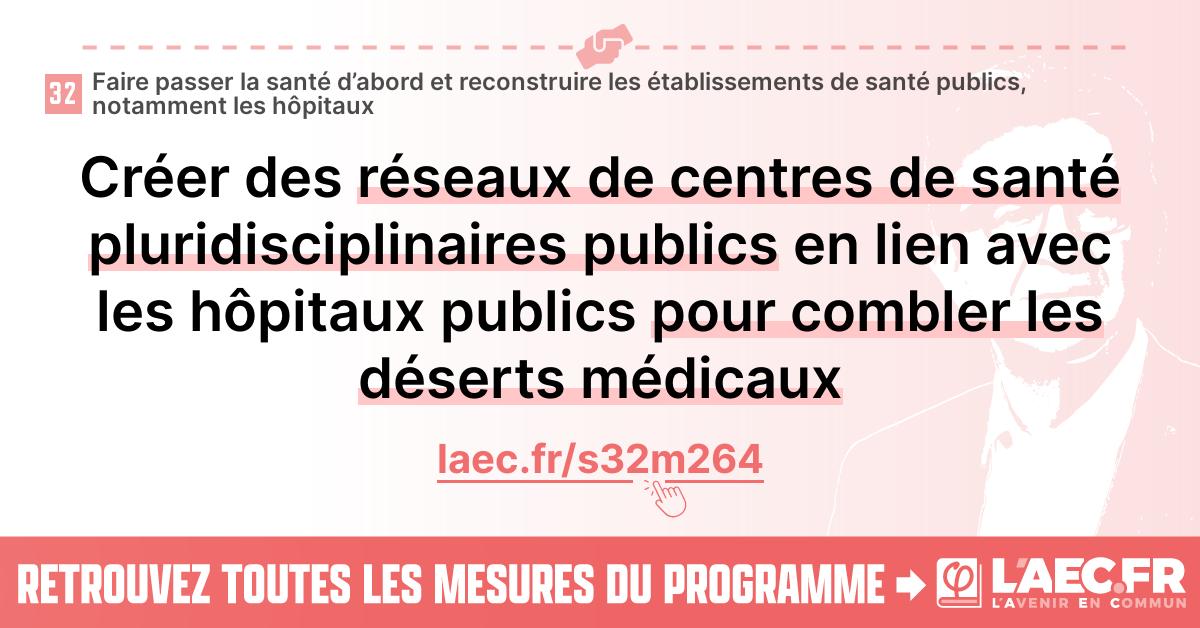 32
Faire passer la santé d’abord et reconstruire les établissements de santé publics,
notamment les hôpitaux
Créer des réseaux de centres de santé
pluridisciplinaires publics en lien avec
les hôpitaux publics pour combler les
déserts médicaux
laec.fr/s32m264
RETROUVEZ TOUTES LES MESURES DU PROGRAMME
φ
L'AEC.FR
L'AVENIR EN COMMUN